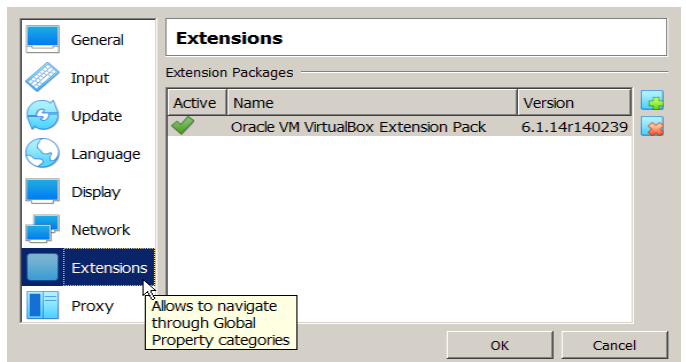 General
Input
Update
Language
Display
Network
Extensions
Proxy
Extensions
Extension Packages
Active Name Version
Oracle VM VirtualBox Extension Pack 6.1.14r140239
Allows to navigate
through Global
Property categories
OK Cancel